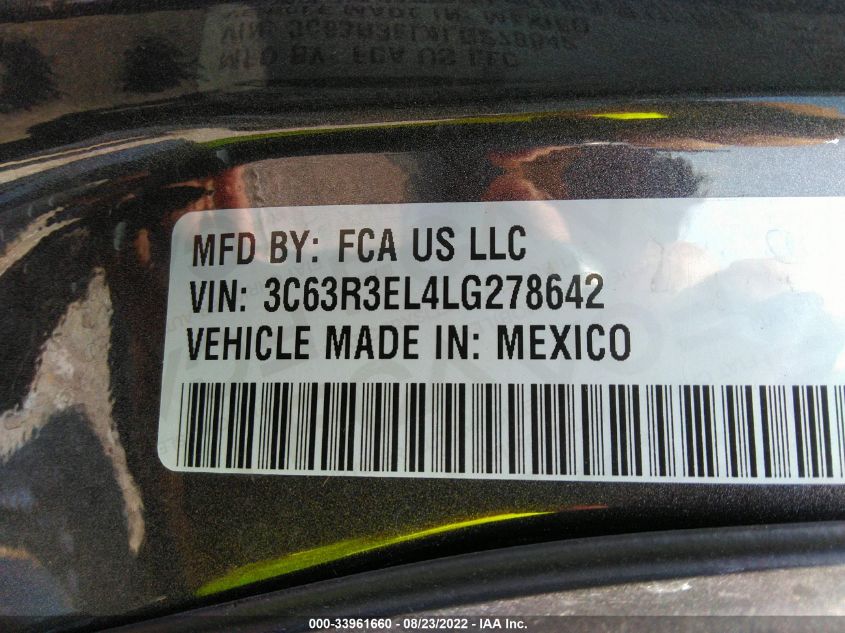 MFD BY: FCA US LLC
VIN: 3C63R3EL4LG278642
VEHICLE MADE IN: MEXICO
000-33961660 - 08/23/2022 - IAA Inc.